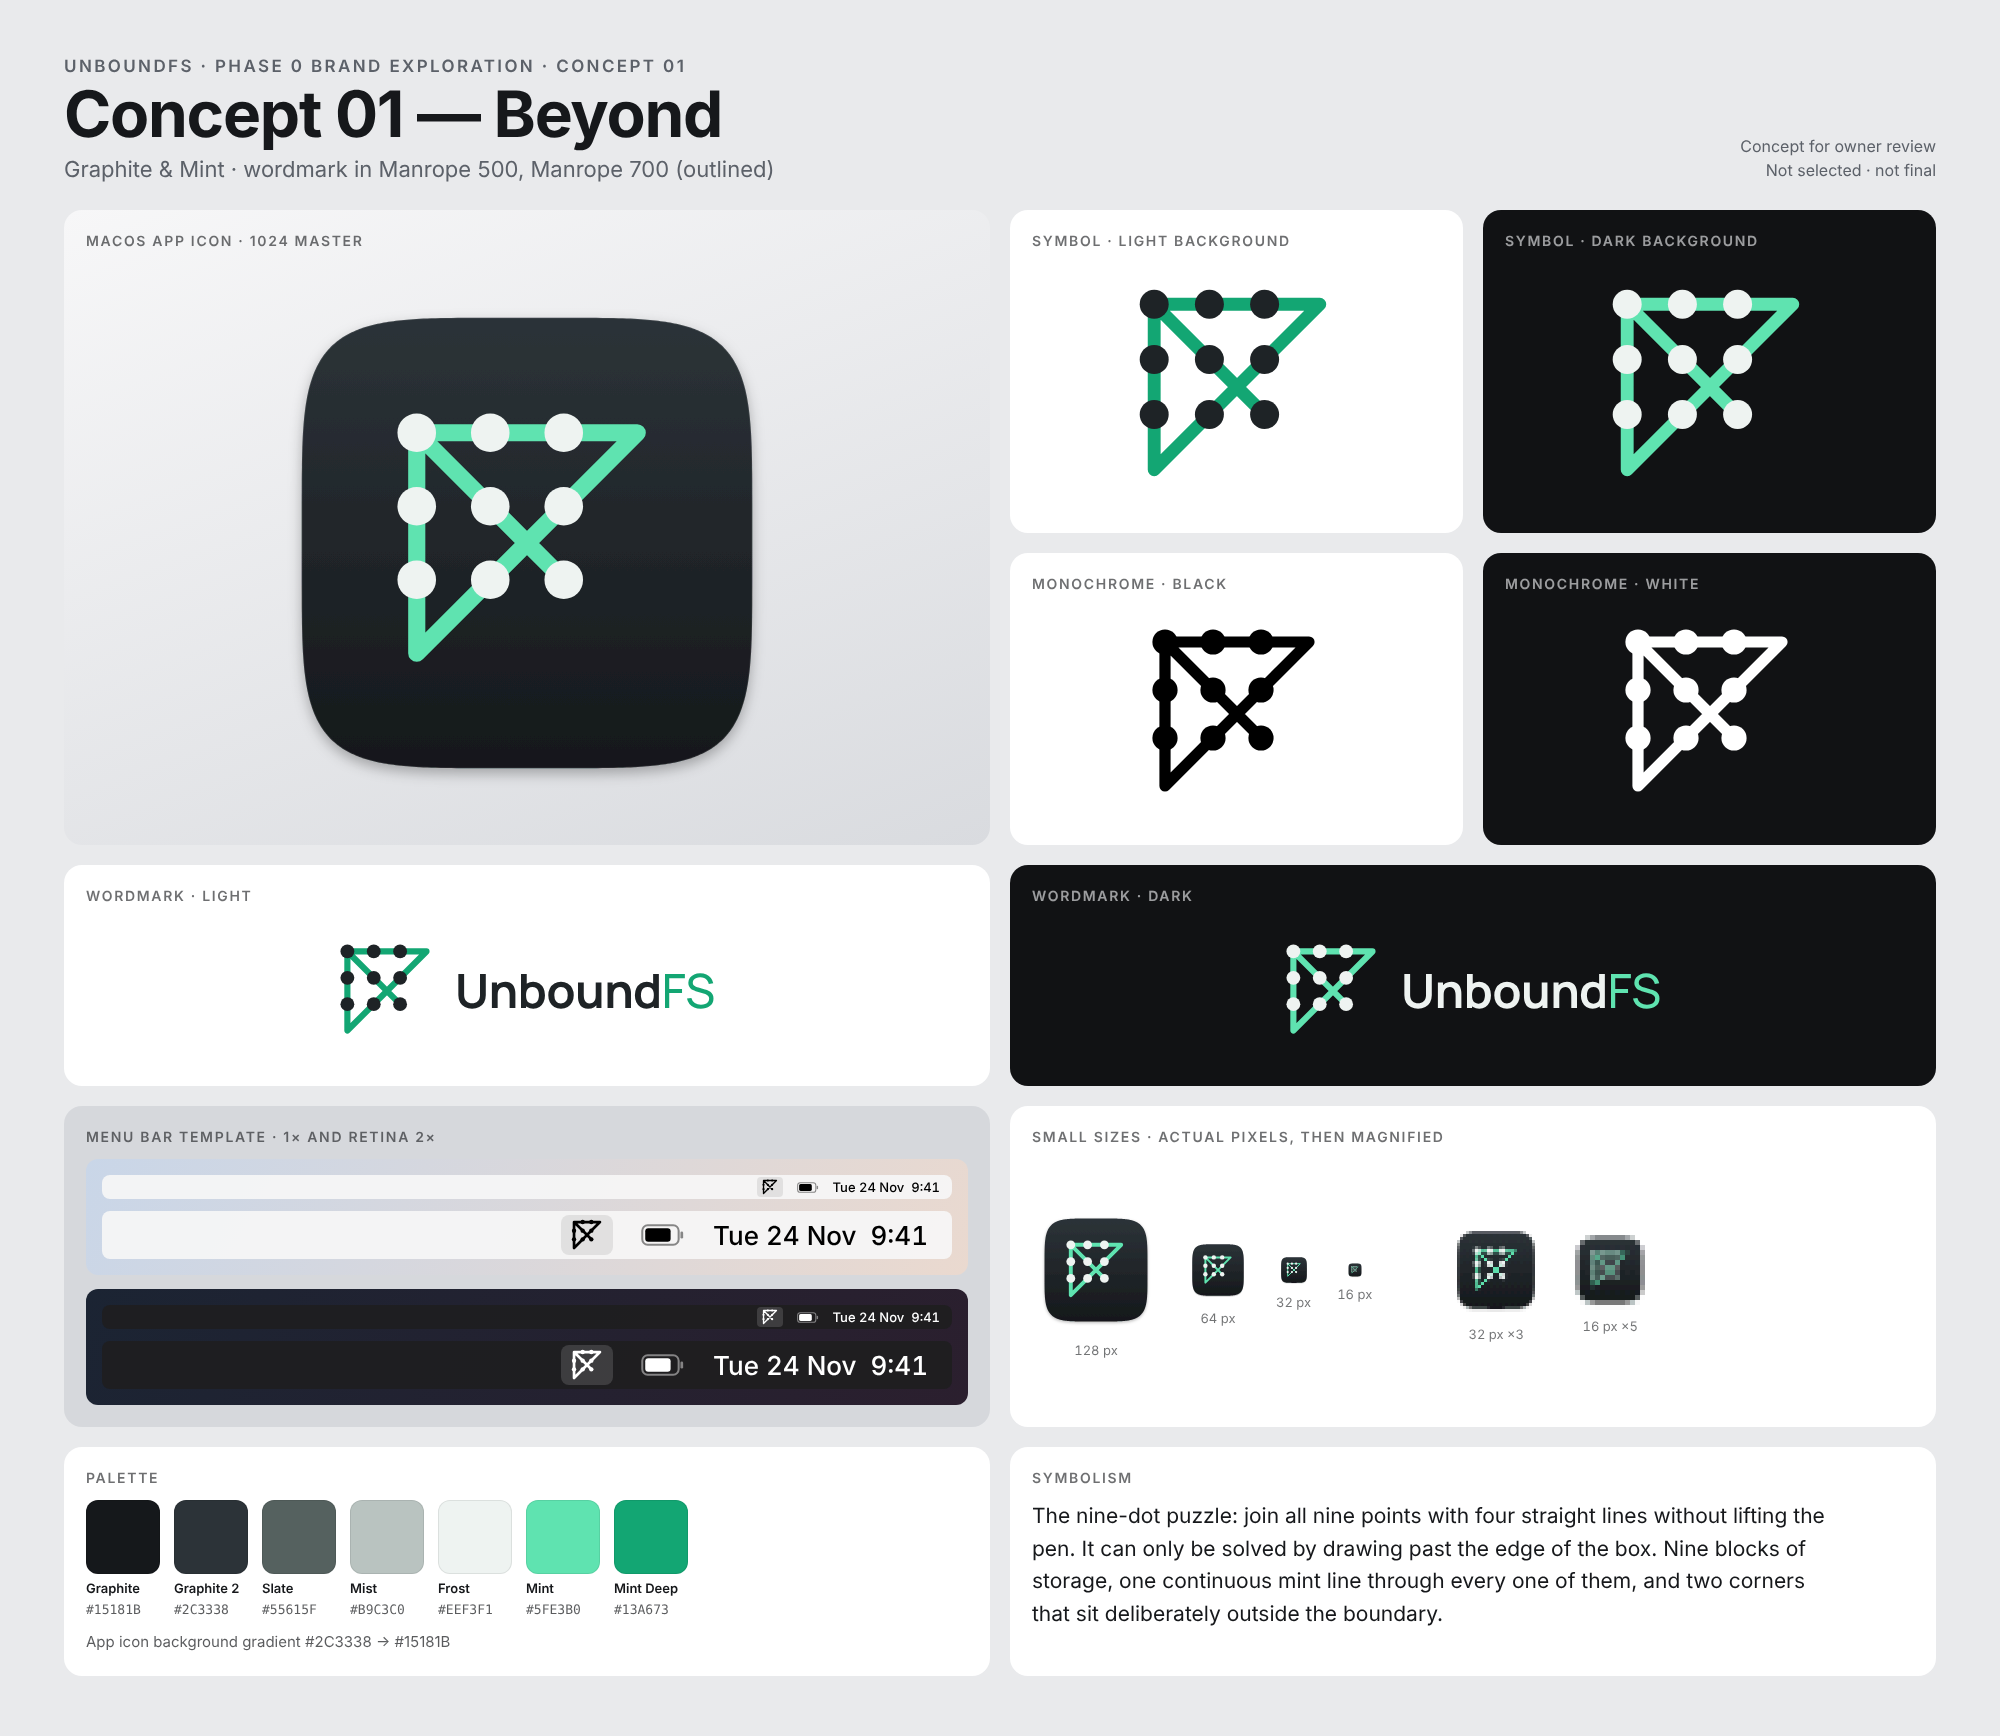 UNBOUNDFS · PHASE 0 BRAND EXPLORATION · CONCEPT 01
Concept 01 — Beyond
Graphite & Mint · wordmark in Manrope 500, Manrope 700 (outlined)
Concept for owner review
Not selected · not final
MACOS APP ICON · 1024 MASTER
SYMBOL · LIGHT BACKGROUND
SYMBOL · DARK BACKGROUND
MONOCHROME · BLACK
MONOCHROME · WHITE
WORDMARK · LIGHT
UnboundFS
WORDMARK · DARK
UnboundFS
MENU BAR TEMPLATE · 1× AND RETINA 2×
Tue 24 Nov 9:41
Tue 24 Nov 9:41
Tue 24 Nov 9:41
Tue 24 Nov 9:41
SMALL SIZES · ACTUAL PIXELS, THEN MAGNIFIED
128 px
64 px
32 px
16 px
32 px ×3
16 px ×5
PALETTE
Graphite
#15181B
Graphite 2
#2C3338
Slate
#55615F
Mist
#B9C3C0
Frost
#EEF3F1
Mint
#5FE3B0
Mint Deep
#13A673
App icon background gradient #2C3338 → #15181B
SYMBOLISM
The nine-dot puzzle: join all nine points with four straight lines without lifting the
pen. It can only be solved by drawing past the edge of the box. Nine blocks of
storage, one continuous mint line through every one of them, and two corners
that sit deliberately outside the boundary.